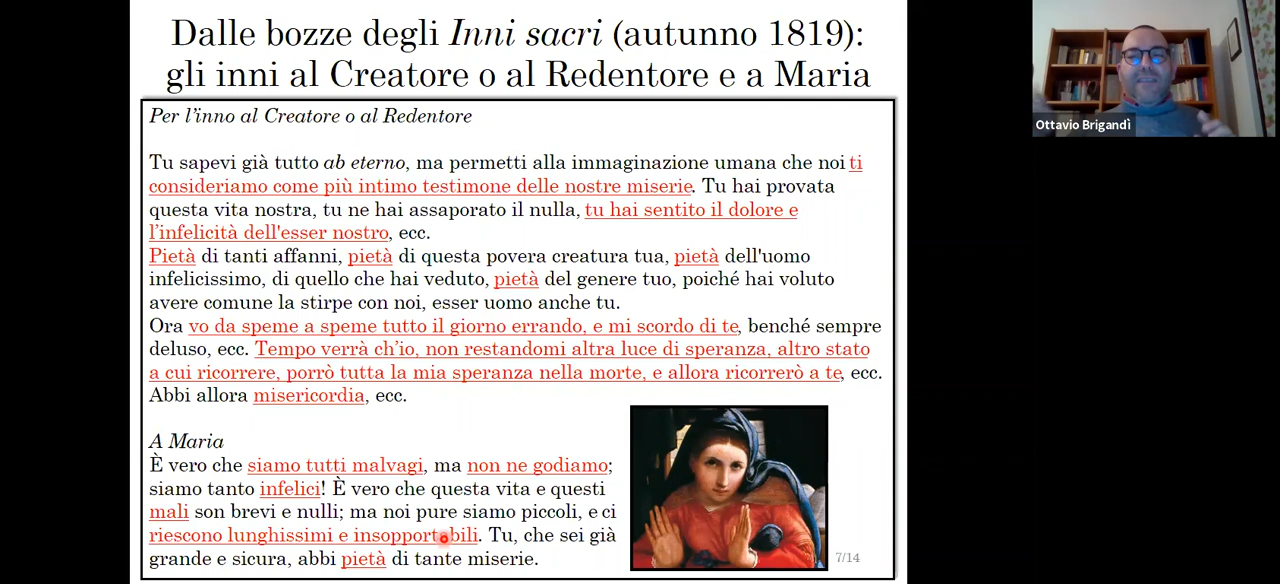 Dalle bozze degli Inni sacri (autunno 1819):
gli inni al Creatore o al Redentore e a Maria
Per l'inno al Creatore o al Redentore
Tu sapevi già tutto ab eterno, ma permetti alla immaginazione umana che noi ti
consideriamo come più intimo testimone delle nostre miserie. Tu hai provata
questa vita nostra, tu ne hai assaporato il nulla, tu hai sentito il dolore e
l'infelicità dell'esser nostro, ecc.
Pietà di tanti affanni, pietà di questa povera creatura tua, pietà dell'uomo
infelicissimo, di quello che hai veduto, pietà del genere tuo, poiché hai voluto
avere comune la stirpe con noi, esser uomo anche tu.
Ora vo da speme a speme tutto il giorno errando, e mi scordo di te, benché sempre
deluso, ecc. Tempo verrà ch'io, non restandomi altra luce di speranza, altro stato
a cui ricorrere, porrò tutta la mia speranza nella morte, e allora ricorrerò a te, ecc.
Abbi allora misericordia, ecc.
A Maria
È vero che siamo tutti malvagi, ma non ne godiamo;
siamo tanto infelici! È vero che questa vita e questi
mali son brevi e nulli; ma noi pure siamo piccoli, e ci
riescono lunghissimi e insopportabili. Tu, che sei già
grande e sicura, abbi pietà di tante miserie.
7/14
Ottavio Brigandì